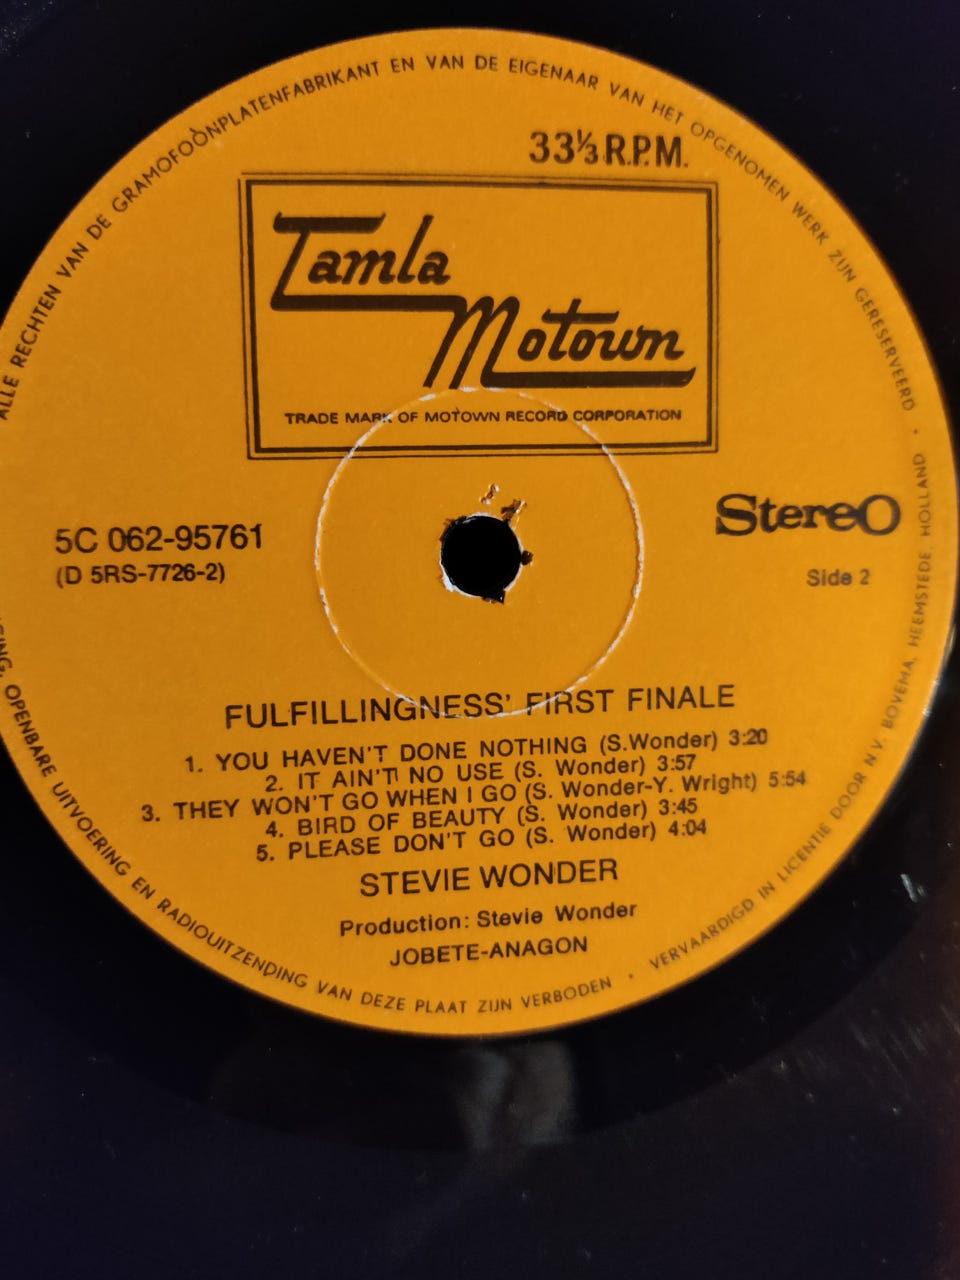 ALLE RECHTEN VAN DE GRAMOFOONPLATENFABRIKANT EN VAN DE EIGENAAR VAN HET OPGENOMEN WERK ZIJN GERESERVEERD •
33⅓ R.P.M.
Tamla
Motown
TRADE MARK OF MOTOWN RECORD CORPORATION
Stereo
5C 062-95761
(D 5RS-7726-2)
Side 2
FULFILLINGNESS' FIRST FINALE
1. YOU HAVEN'T DONE NOTHING (S.Wonder) 3:20
2. IT AIN'T NO USE (S. Wonder) 3:57
3. THEY WON'T GO WHEN I GO (S. Wonder-Y. Wright) 5:54
4. BIRD OF BEAUTY (S. Wonder) 3:45
5. PLEASE DON'T GO (S. Wonder) 4:04
STEVIE WONDER
Production: Stevie Wonder
JOBETE-ANAGON
OPENBARE UITVOERING EN RADIOUITZENDING VAN DEZE PLAAT ZIJN VERBODEN •
VERVAARDIGD IN LICENTIE DOOR N.V. BOVEMA, HEEMSTEDE, HOLLAND •